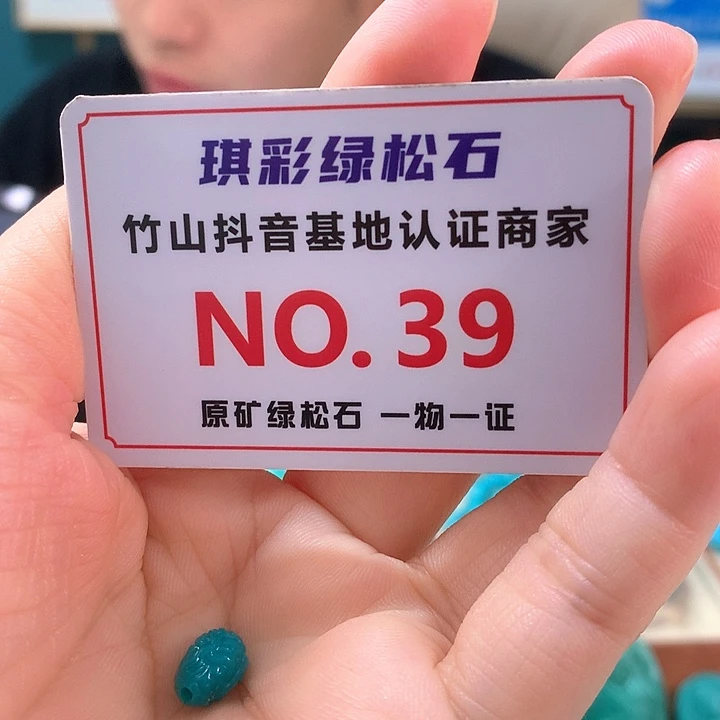 琪彩绿松石
竹山抖音基地认证商家
NO. 39
原矿绿松石 一物一证